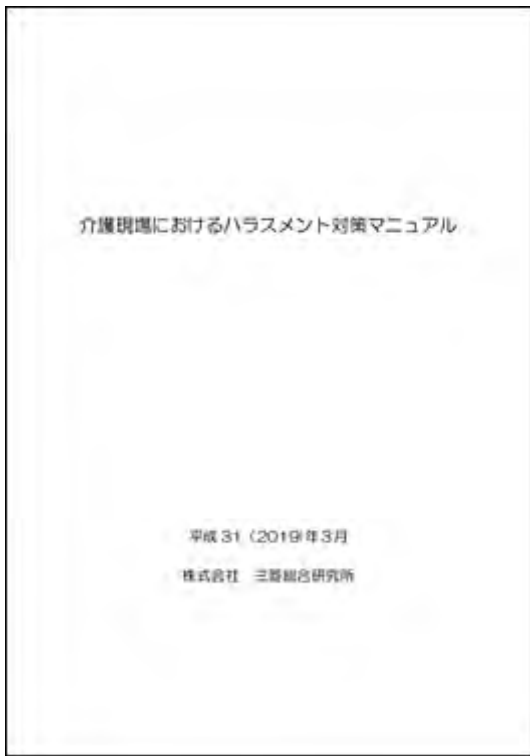 介護現場におけるハラスメント対策マニュアル
平成 31（2019）年3月
株式会社　三菱総合研究所